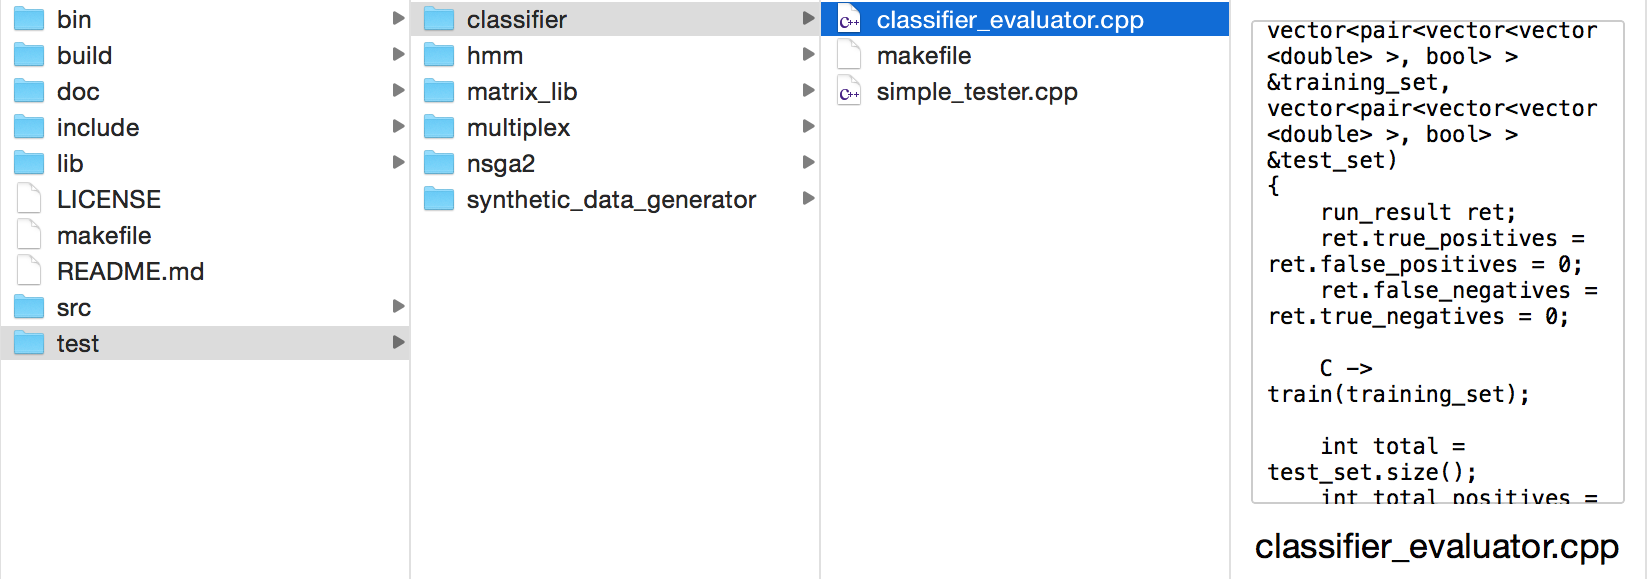 bin
build
doc
include
lib
LICENSE
makefile
README.md
src
test
classifier
hmm
matrix_lib
multiplex
nsga2
synthetic_data_generator
C++ classifier_evaluator.cpp
makefile
C++ simple_tester.cpp
vector<pair<vector<vector
<double> >, bool> >
&training_set,
vector<pair<vector<vector
<double> >, bool> >
&test_set)
{
    run_result ret;
    ret.true_positives =
ret.false_positives = 0;
    ret.false_negatives =
ret.true_negatives = 0;

    C ->
train(training_set);

    int total =
test_set.size();
    int total_positives =
classifier_evaluator.cpp